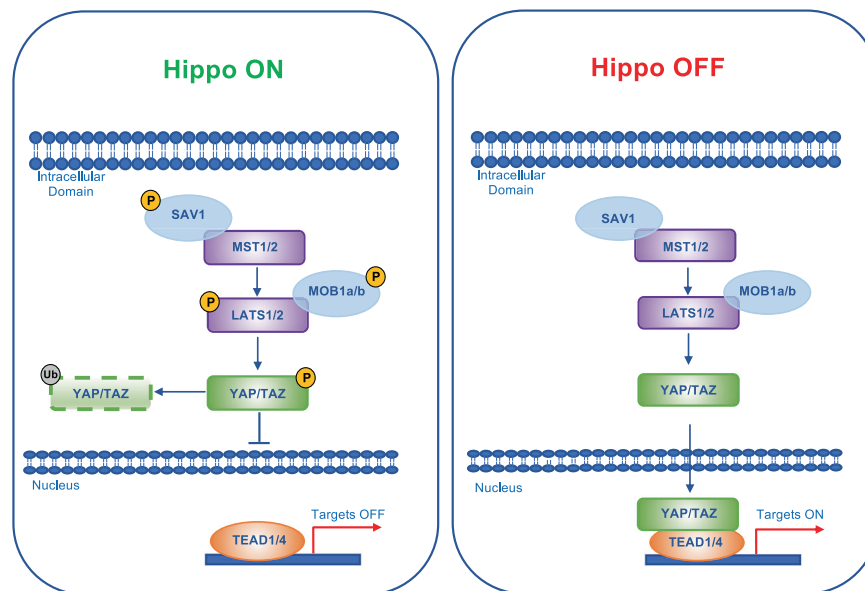 Hippo ON
Intracellular
Domain
P
SAV1
MST1/2
P
MOB1a/b
P
LATS1/2
Ub
YAP/TAZ
YAP/TAZ
P
Nucleus
Targets OFF
TEAD1/4
Hippo OFF
Intracellular
Domain
SAV1
MST1/2
MOB1a/b
LATS1/2
YAP/TAZ
Nucleus
YAP/TAZ
Targets ON
TEAD1/4